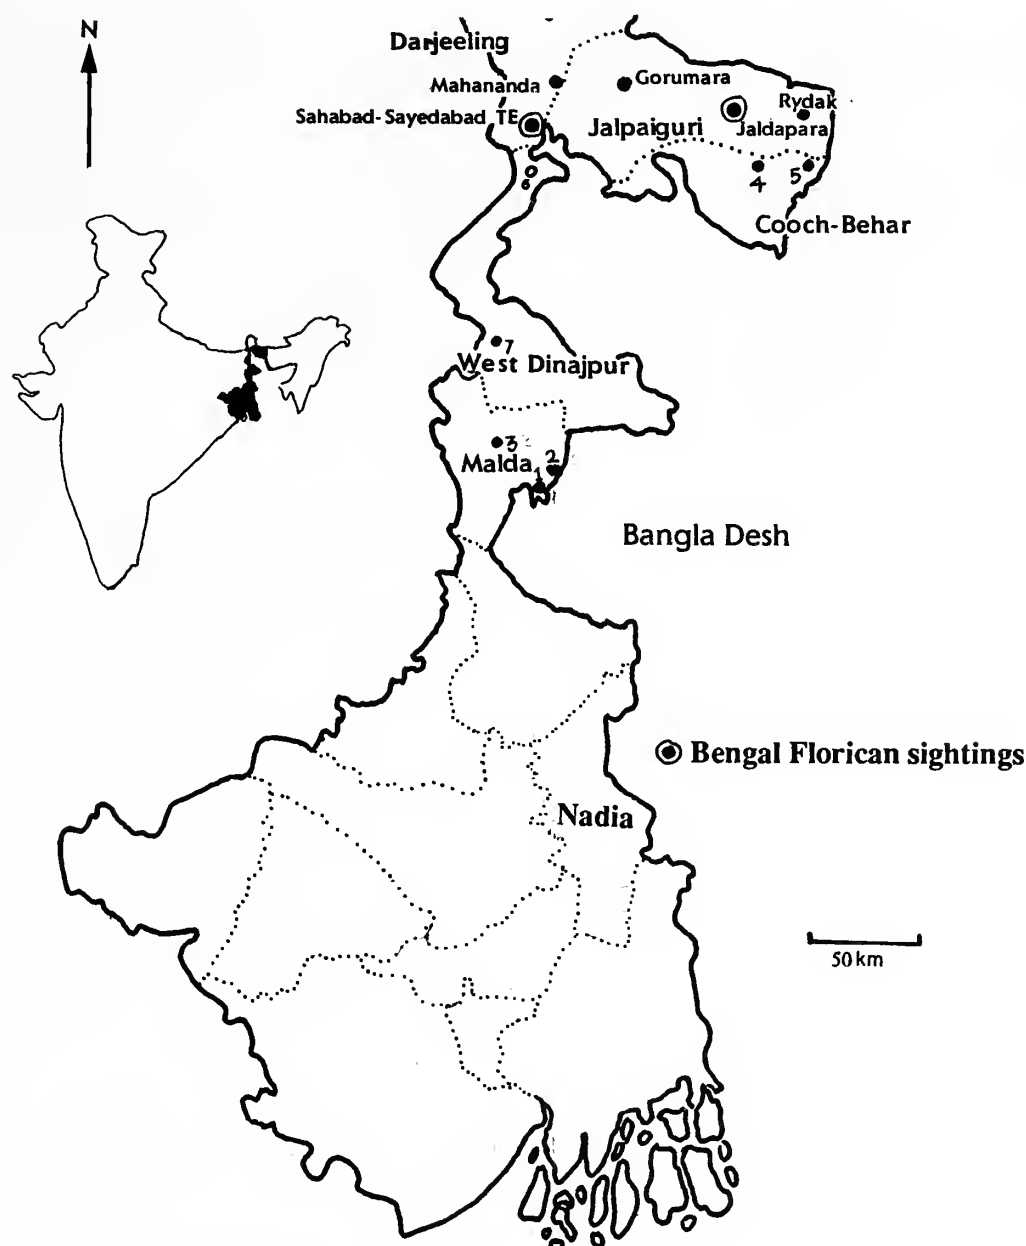 N
Darjeeling
Mahananda
Gorumara
Rydak
Sahabad-Sayedabad TE
Jalpaiguri
Jaldapara
4
5
6
Cooch-Behar
7
West Dinajpur
3
Malda
2
1
Bangla Desh
Bengal Florican sightings
Nadia
50 km